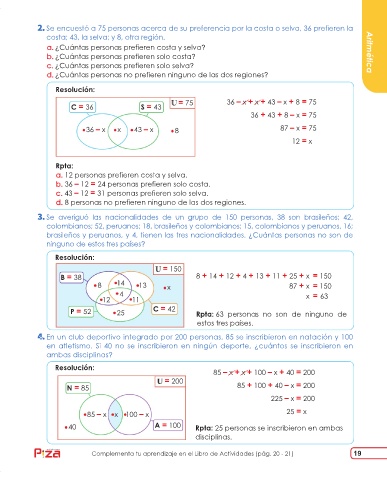 2. Se encuestó a 75 personas acerca de su preferencia por la costa o selva, 36 prefieren la
costa; 43, la selva; y 8, otra región.
a. ¿Cuántas personas prefieren costa y selva?
b. ¿Cuántas personas prefieren solo costa?
c. ¿Cuántas personas prefieren solo selva?
d. ¿Cuántas personas no prefieren ninguno de las dos regiones?
Aritmética
Resolución:
C = 36
S = 43
U = 75
36 – x
x
43 – x
8
36 – x + x + 43 – x + 8 = 75
36 + 43 + 8 – x = 75
87 – x = 75
12 = x
Rpta:
a. 12 personas prefieren costa y selva.
b. 36 – 12 = 24 personas prefieren solo costa.
c. 43 – 12 = 31 personas prefieren solo selva.
d. 8 personas no prefieren ninguno de las dos regiones.
3. Se averiguó las nacionalidades de un grupo de 150 personas, 38 son brasileños; 42,
colombianos; 52, peruanos; 18, brasileños y colombianos; 15, colombianos y peruanos, 16;
brasileños y peruanos, y 4, tienen las tres nacionalidades. ¿Cuántas personas no son de
ninguno de estos tres países?
Resolución:
U = 150
B = 38
8
14
13
x
4
12
11
P = 52
25
C = 42
8 + 14 + 12 + 4 + 13 + 11 + 25 + x = 150
87 + x = 150
x = 63
Rpta: 63 personas no son de ninguno de
estos tres países.
4. En un club deportivo integrado por 200 personas, 85 se inscribieron en natación y 100
en atletismo. Si 40 no se inscribieron en ningún deporte, ¿cuántos se inscribieron en
ambas disciplinas?
Resolución:
U = 200
N = 85
85 – x
x
100 – x
40
A = 100
85 – x + x + 100 – x + 40 = 200
85 + 100 + 40 – x = 200
225 – x = 200
25 = x
Rpta: 25 personas se inscribieron en ambas
disciplinas.
Complementa tu aprendizaje en el Libro de Actividades (pág. 20 - 21)
19